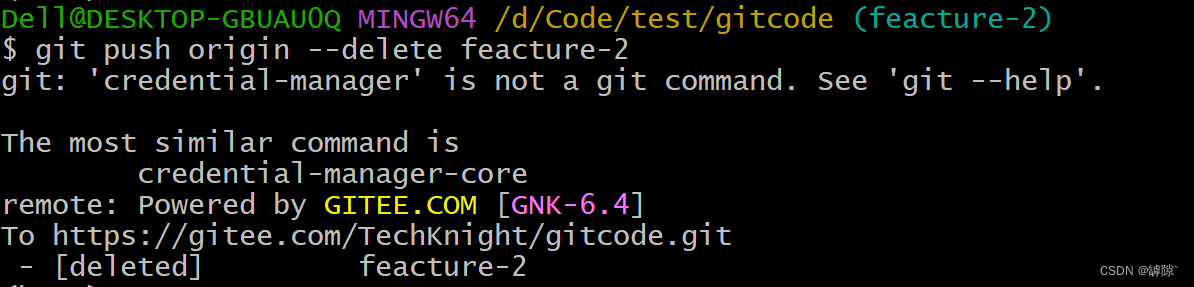 Dell@DESKTOP-GBUAU0Q MINGW64 /d/Code/test/gitcode (feacture-2)
$ git push origin --delete feacture-2
git: 'credential-manager' is not a git command. See 'git --help'.
The most similar command is
credential-manager-core
remote: Powered by GITEE.COM [GNK-6.4]
To https://gitee.com/TechKnight/gitcode.git
- [deleted] feacture-2
CSDN @罅隙`